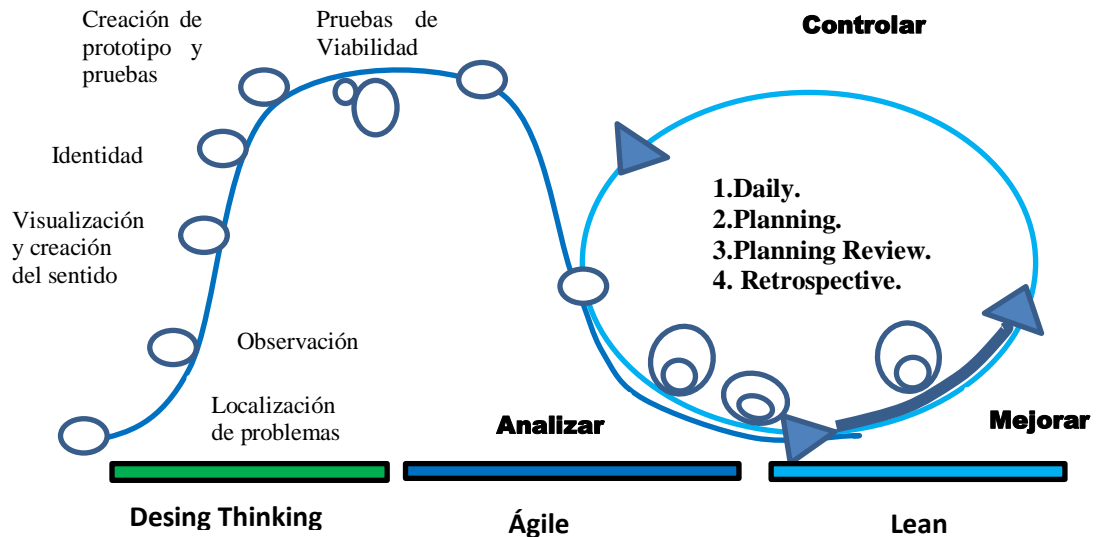 Creación de
prototipo y
pruebas
Pruebas de
Viabilidad
Controlar
Identidad
Visualización
y creación
del sentido
1.Daily.
2.Planning.
3.Planning Review.
4. Retrospective.
Observación
Localización
de problemas
Analizar
Mejorar
Desing Thinking
Ágile
Lean